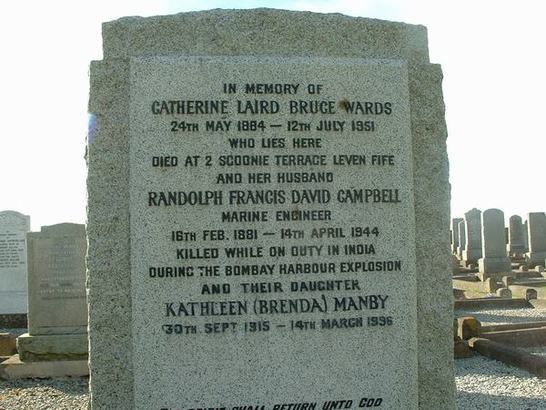 IN MEMORY OF
CATHERINE LAIRD BRUCE WARDS
24TH MAY 1884 — 12TH JULY 1951
WHO LIES HERE
DIED AT 2 SCOONIE TERRACE LEVEN FIFE
AND HER HUSBAND
RANDOLPH FRANCIS DAVID CAMPBELL
MARINE ENGINEER
16TH FEB. 1881 — 14TH APRIL 1944
KILLED WHILE ON DUTY IN INDIA
DURING THE BOMBAY HARBOUR EXPLOSION
AND THEIR DAUGHTER
KATHLEEN (BRENDA) MANBY
30TH SEPT 1915 — 14TH MARCH 1996
SPIRIT SHALL RETURN UNTO GOD